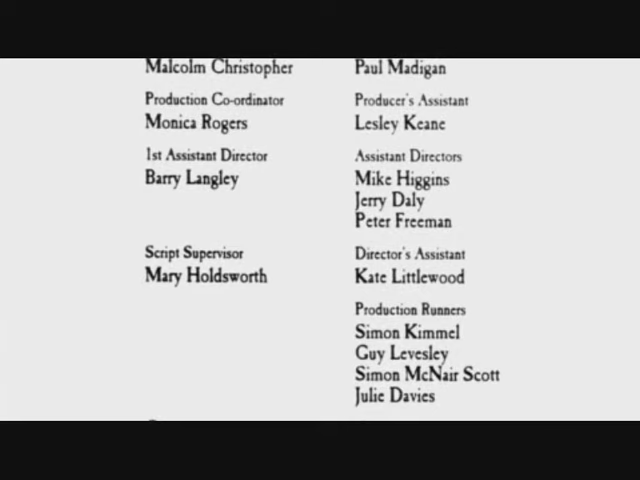 Malcolm Christopher
Paul Madigan
Production Co-ordinator
Monica Rogers
Producer's Assistant
Lesley Keane
1st Assistant Director
Barry Langley
Assistant Directors
Mike Higgins
Jerry Daly
Peter Freeman
Script Supervisor
Mary Holdsworth
Director's Assistant
Kate Littlewood
Production Runners
Simon Kimmel
Guy Levesley
Simon McNair Scott
Julie Davies